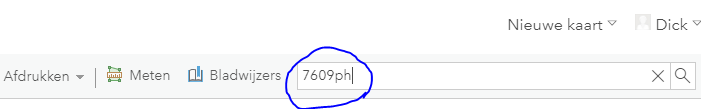 Nieuwe kaart Dick
Afdrukken Meten Bladwijzers 7609ph